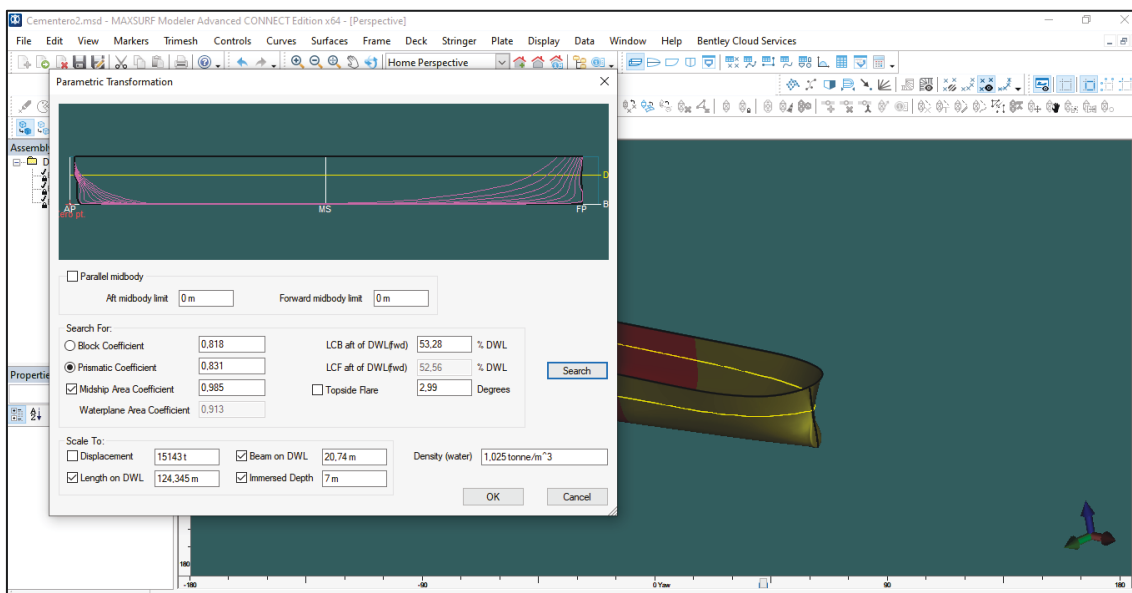 Cementero2.msd - MAXSURF Modeler Advanced CONNECT Edition x64 - [Perspective]
File Edit View Markers Trimesh Controls Curves Surfaces Frame Deck Stringer Plate Display Data Window Help Bentley Cloud Services
Home Perspective
Parametric Transformation
Assembl
D
AP
MS
FP
B
pt.
Parallel midbody
Aft midbody limit 0 m Forward midbody limit 0 m
Search For:
Block Coefficient 0,818 LCB aft of DWL(fwd) 53,28 % DWL
Prismatic Coefficient 0,831 LCF aft of DWL(fwd) 52,56 % DWL
Search
Midship Area Coefficient 0,985 Topside Flare 2,99 Degrees
Waterplane Area Coefficient 0,913
Propertie
Scale To:
Displacement 15143 t Beam on DWL 20,74 m Density (water) 1,025 tonne/m^3
Length on DWL 124,345 m Immersed Depth 7 m
OK Cancel
180
-180 -90 0 Yaw 90 180